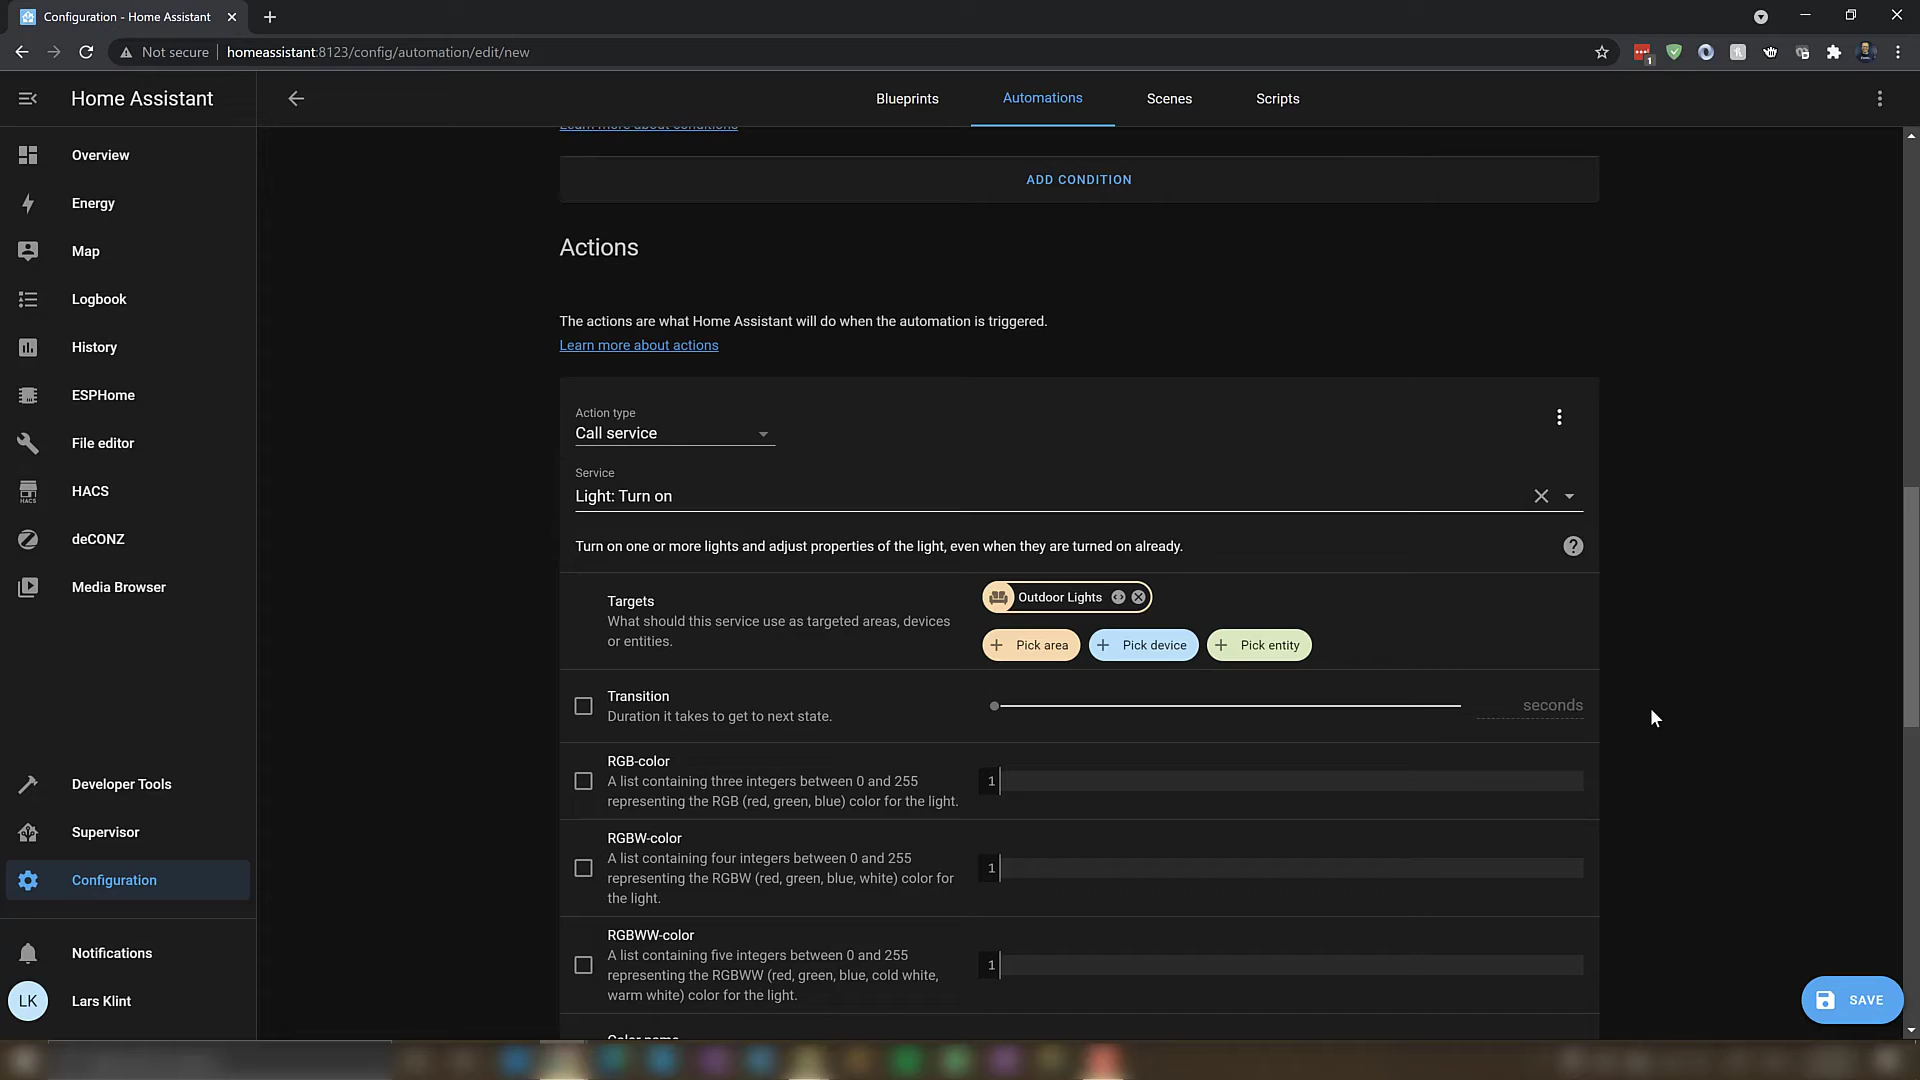 Configuration - Home Assistant
Not secure
homeassistant:8123/config/automation/edit/new
1
Home Assistant
Blueprints
Automations
Scenes
Scripts
Overview
Energy
Map
Logbook
History
ESPHome
File editor
HACS
HACS
deCONZ
Media Browser
Developer Tools
Supervisor
Configuration
Notifications
LK
Lars Klint
Learn more about conditions
ADD CONDITION
Actions
The actions are what Home Assistant will do when the automation is triggered.
Learn more about actions
Action type
Call service
Service
Light: Turn on
Turn on one or more lights and adjust properties of the light, even when they are turned on already.
Targets
What should this service use as targeted areas, devices
or entities.
Outdoor Lights
Pick area
Pick device
Pick entity
Transition
Duration it takes to get to next state.
seconds
RGB-color
A list containing three integers between 0 and 255
representing the RGB (red, green, blue) color for the light.
1
RGBW-color
A list containing four integers between 0 and 255
representing the RGBW (red, green, blue, white) color for
the light.
1
RGBWW-color
A list containing five integers between 0 and 255
representing the RGBWW (red, green, blue, cold white,
warm white) color for the light.
1
Color name
SAVE